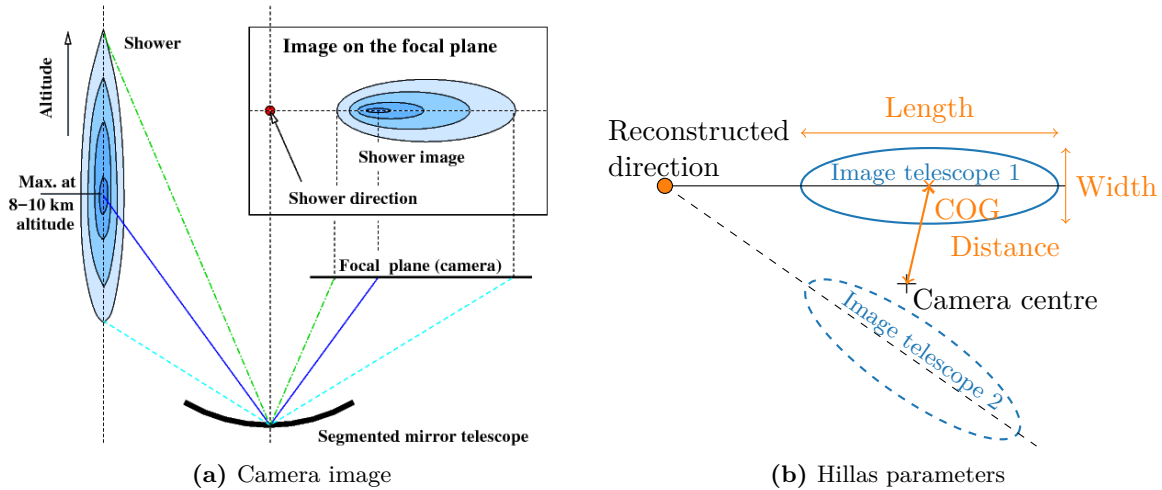 Shower
Altitude
Max. at
8−10 km
altitude
Image on the focal plane
Shower image
Shower direction
Focal plane (camera)
Segmented mirror telescope
(a) Camera image
Reconstructed
direction
Length
Image telescope 1
Width
COG
Distance
Camera centre
Image telescope 2
(b) Hillas parameters